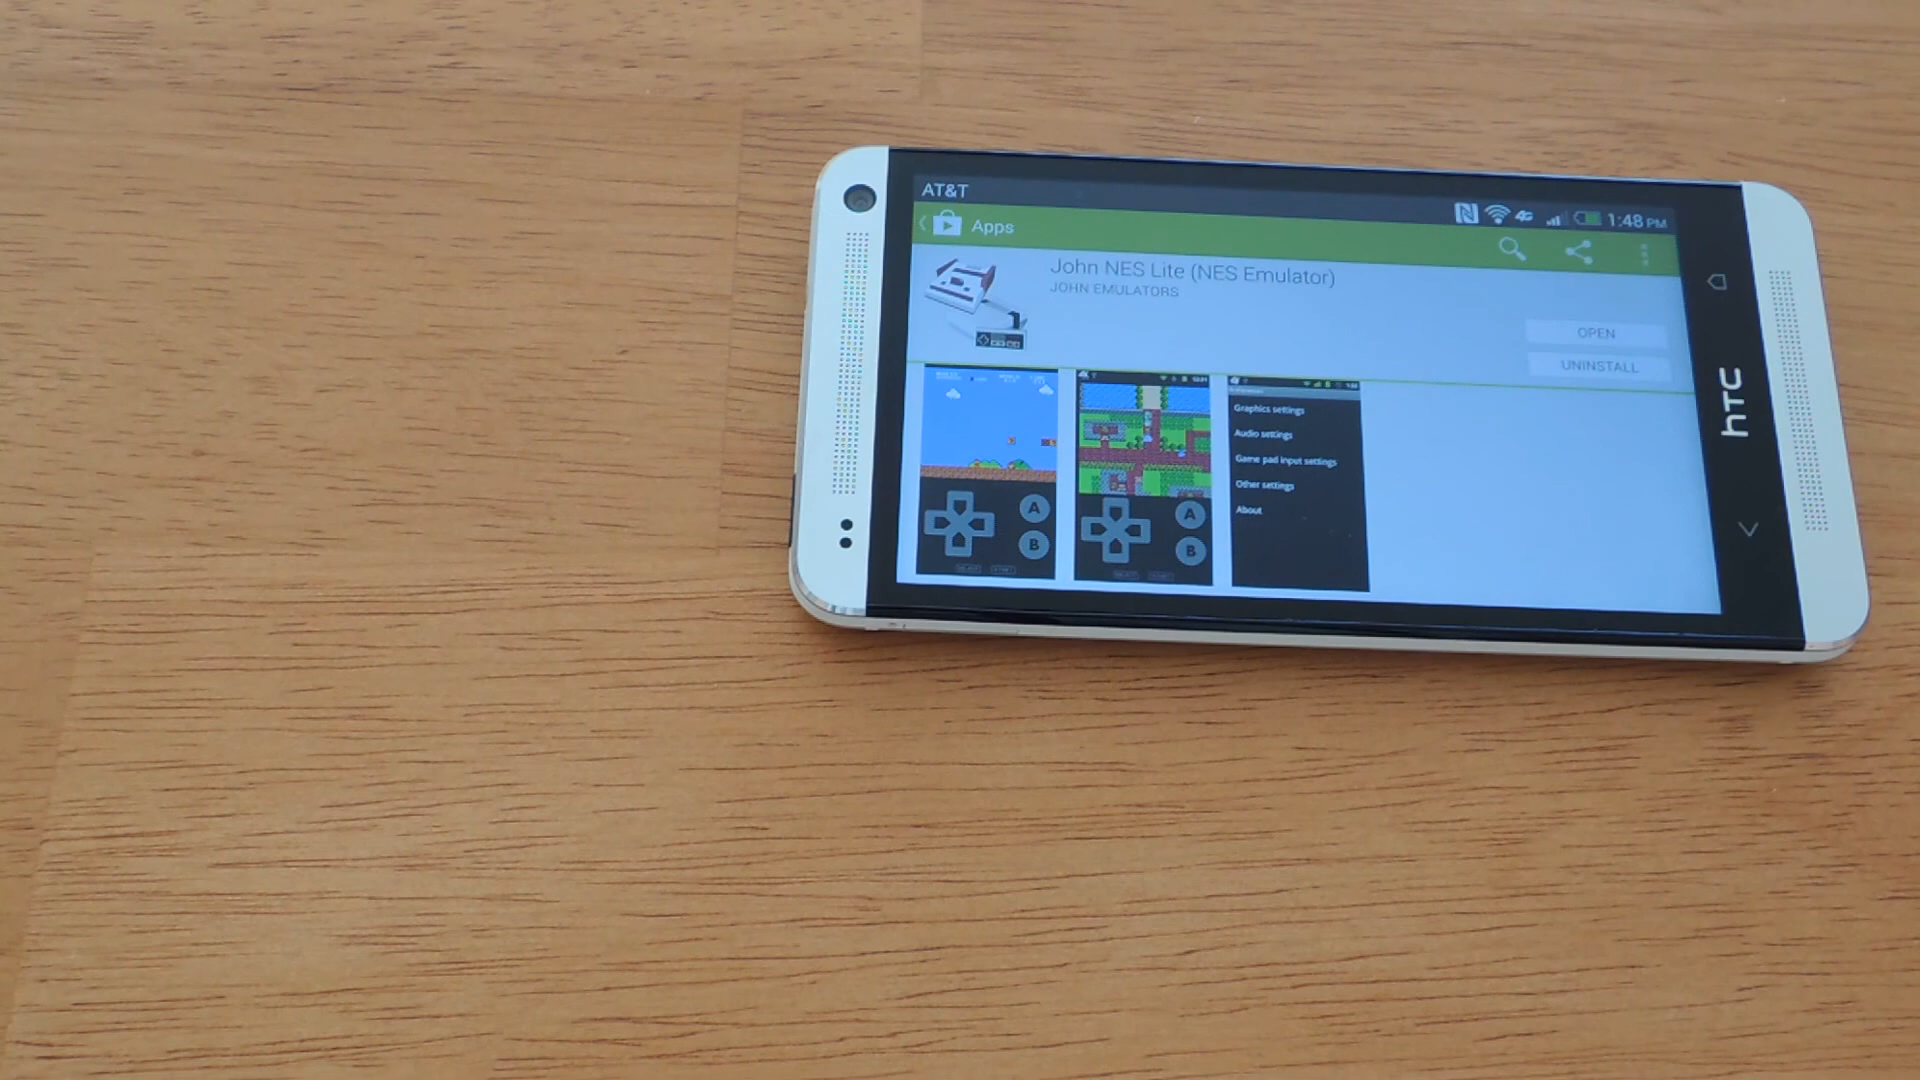 AT&T
4G
1:48 PM
Apps
John NES Lite (NES Emulator)
JOHN EMULATORS
OPEN
UNINSTALL
A
B
A
B
Graphics settings
Audio settings
Game pad input settings
Other settings
About
hTC